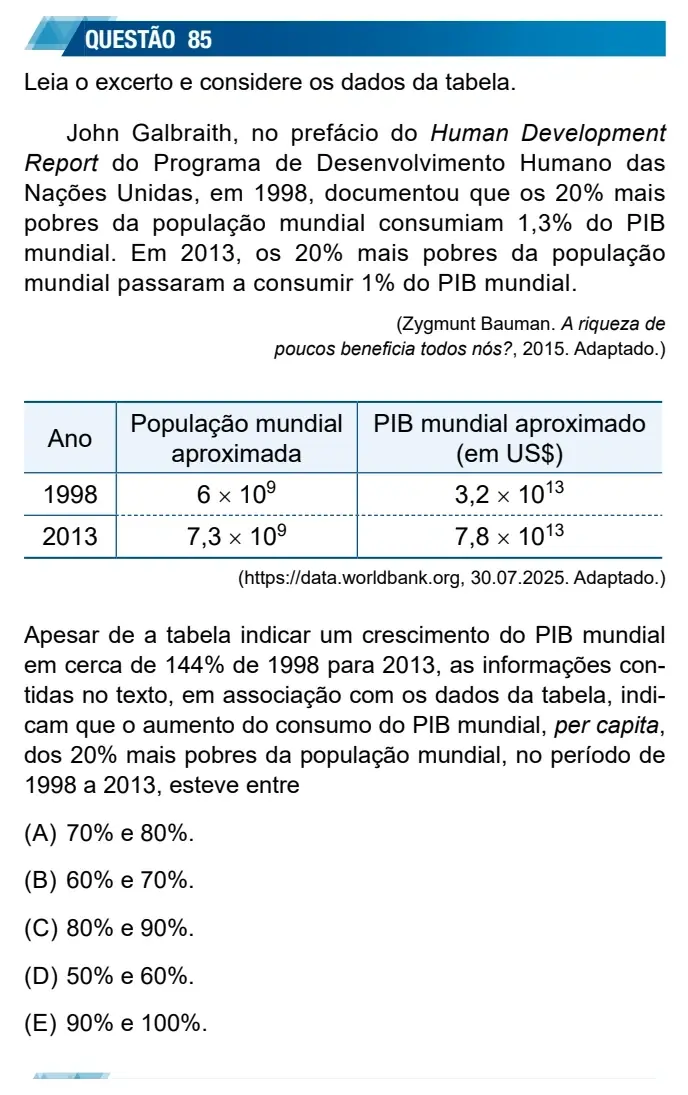 QUESTÃO 85
Leia o excerto e considere os dados da tabela.
John Galbraith, no prefácio do Human Development
Report do Programa de Desenvolvimento Humano das
Nações Unidas, em 1998, documentou que os 20% mais
pobres da população mundial consumiam 1,3% do PIB
mundial. Em 2013, os 20% mais pobres da população
mundial passaram a consumir 1% do PIB mundial.
(Zygmunt Bauman. A riqueza de
poucos beneficia todos nós?, 2015. Adaptado.)
Ano População mundial aproximada PIB mundial aproximado (em US$)
1998 6 × 10⁹ 3,2 × 10¹³
2013 7,3 × 10⁹ 7,8 × 10¹³
(https://data.worldbank.org, 30.07.2025. Adaptado.)
Apesar de a tabela indicar um crescimento do PIB mundial
em cerca de 144% de 1998 para 2013, as informações con-
tidas no texto, em associação com os dados da tabela, indi-
cam que o aumento do consumo do PIB mundial, per capita,
dos 20% mais pobres da população mundial, no período de
1998 a 2013, esteve entre
(A) 70% e 80%.
(B) 60% e 70%.
(C) 80% e 90%.
(D) 50% e 60%.
(E) 90% e 100%.